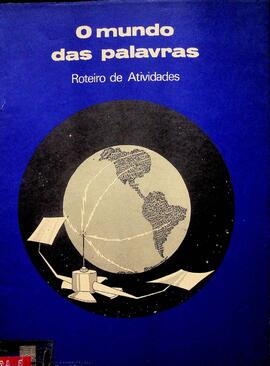 O mundo
das palavras
Roteiro de Atividades